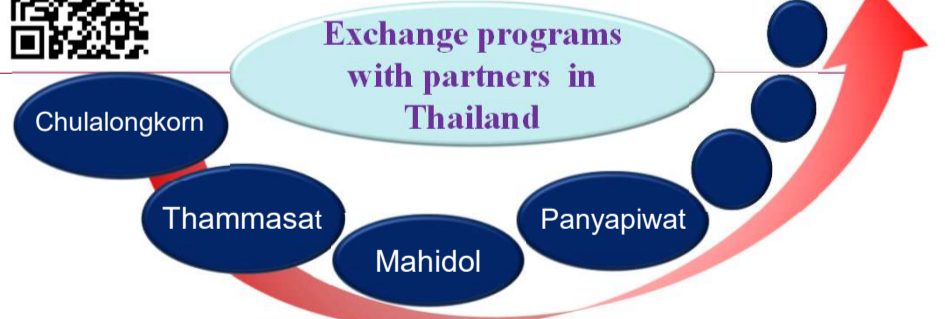 Exchange programs
with partners in
Thailand
Chulalongkorn
Thammasat
Mahidol
Panyapiwat